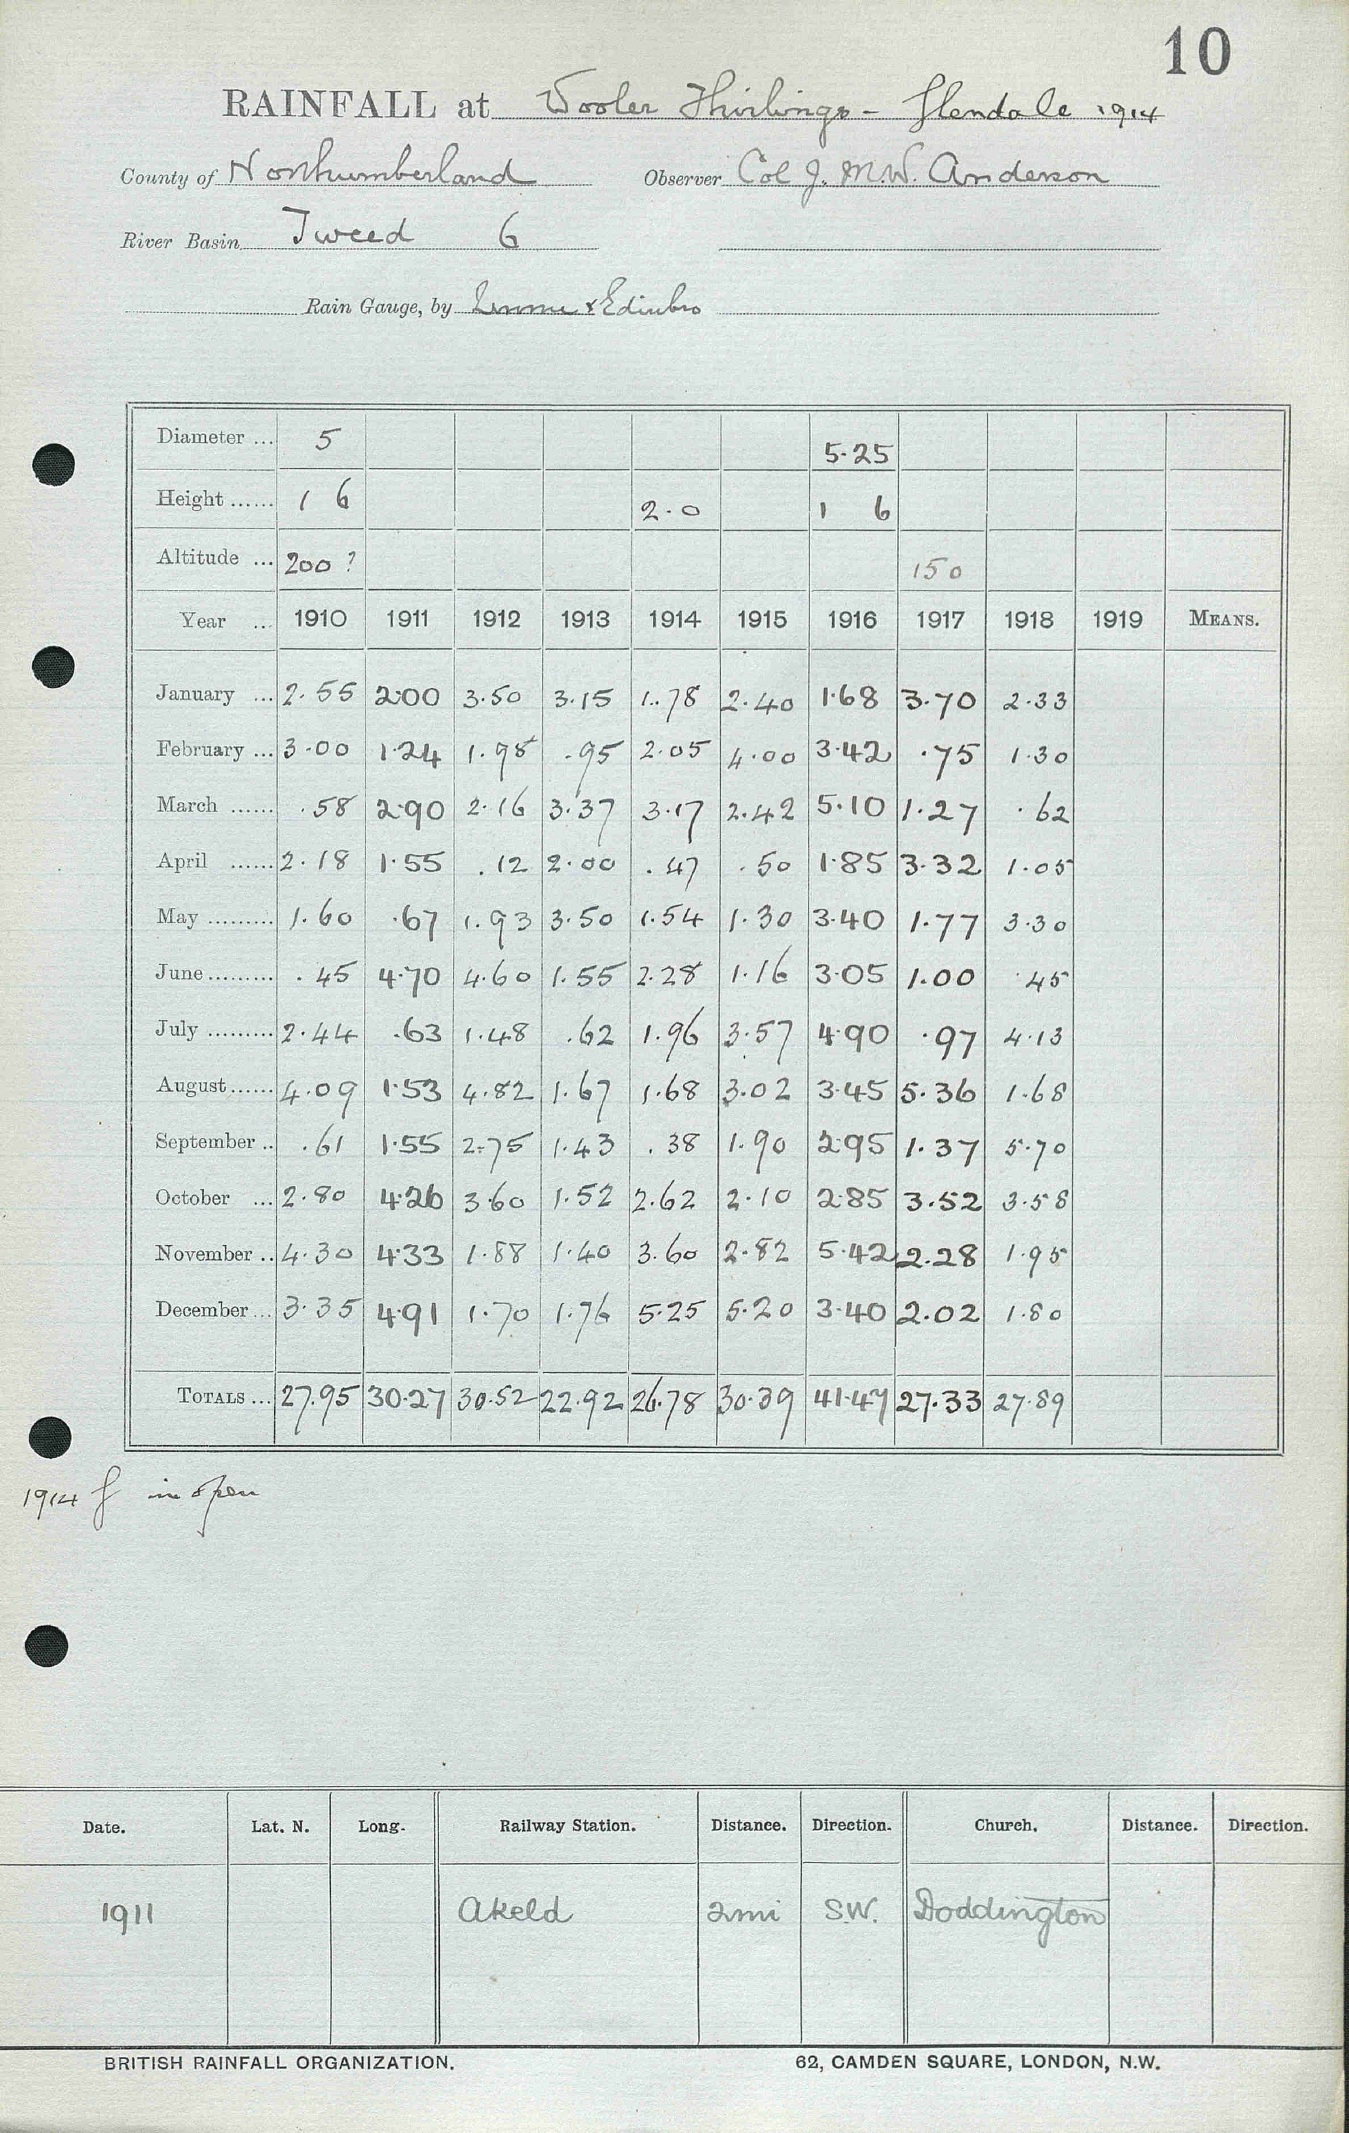 10
RAINFALL at Wooler Thirlings - Glendale 1914
County of Northumberland Observer Col J. M.W. Anderson
River Basin Tweed 6
Rain Gauge, by & Edinbro
Diameter ... 5 5.25
Height ...... 1 6 2.0 1 6
Altitude ... 200 ? 150
Year ... 1910 1911 1912 1913 1914 1915 1916 1917 1918 1919 MEANS.
January ... 2.55 2.00 3.50 3.15 1.78 2.40 1.68 3.70 2.33
February ... 3.00 1.24 1.98 .95 2.05 4.00 3.42 .75 1.30
March ...... .58 2.90 2.16 3.37 3.17 2.42 5.10 1.27 .62
April ...... 2.18 1.55 .12 2.00 .47 .50 1.85 3.32 1.05
May ......... 1.60 .67 1.93 3.50 1.54 1.30 3.40 1.77 3.30
June ......... .45 4.70 4.60 1.55 2.28 1.16 3.05 1.00 .45
July ......... 2.44 .63 1.48 .62 1.96 3.57 4.90 .97 4.13
August ...... 4.09 1.53 4.82 1.67 1.68 3.02 3.45 5.36 1.68
September .. .61 1.55 2.75 1.43 .38 1.90 2.95 1.37 5.70
October ... 2.80 4.26 3.60 1.52 2.62 2.10 2.85 3.52 3.58
November .. 4.30 4.33 1.88 1.40 3.60 2.82 5.42 2.28 1.95
December ... 3.35 4.91 1.70 1.76 5.25 5.20 3.40 2.02 1.80
TOTALS ... 27.95 30.27 30.52 22.92 26.78 30.39 41.47 27.33 27.89
1914 f in open
Date. Lat. N. Long. Railway Station. Distance. Direction. Church. Distance. Direction.
1911 Akeld 2mi S.W. Doddington
BRITISH RAINFALL ORGANIZATION. 62, CAMDEN SQUARE, LONDON, N.W.